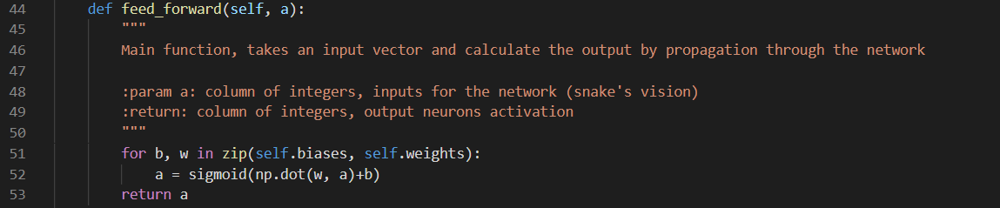 44 def feed_forward(self, a):
45 """
46 Main function, takes an input vector and calculate the output by propagation through the network
47
48 :param a: column of integers, inputs for the network (snake's vision)
49 :return: column of integers, output neurons activation
50 """
51 for b, w in zip(self.biases, self.weights):
52 a = sigmoid(np.dot(w, a)+b)
53 return a